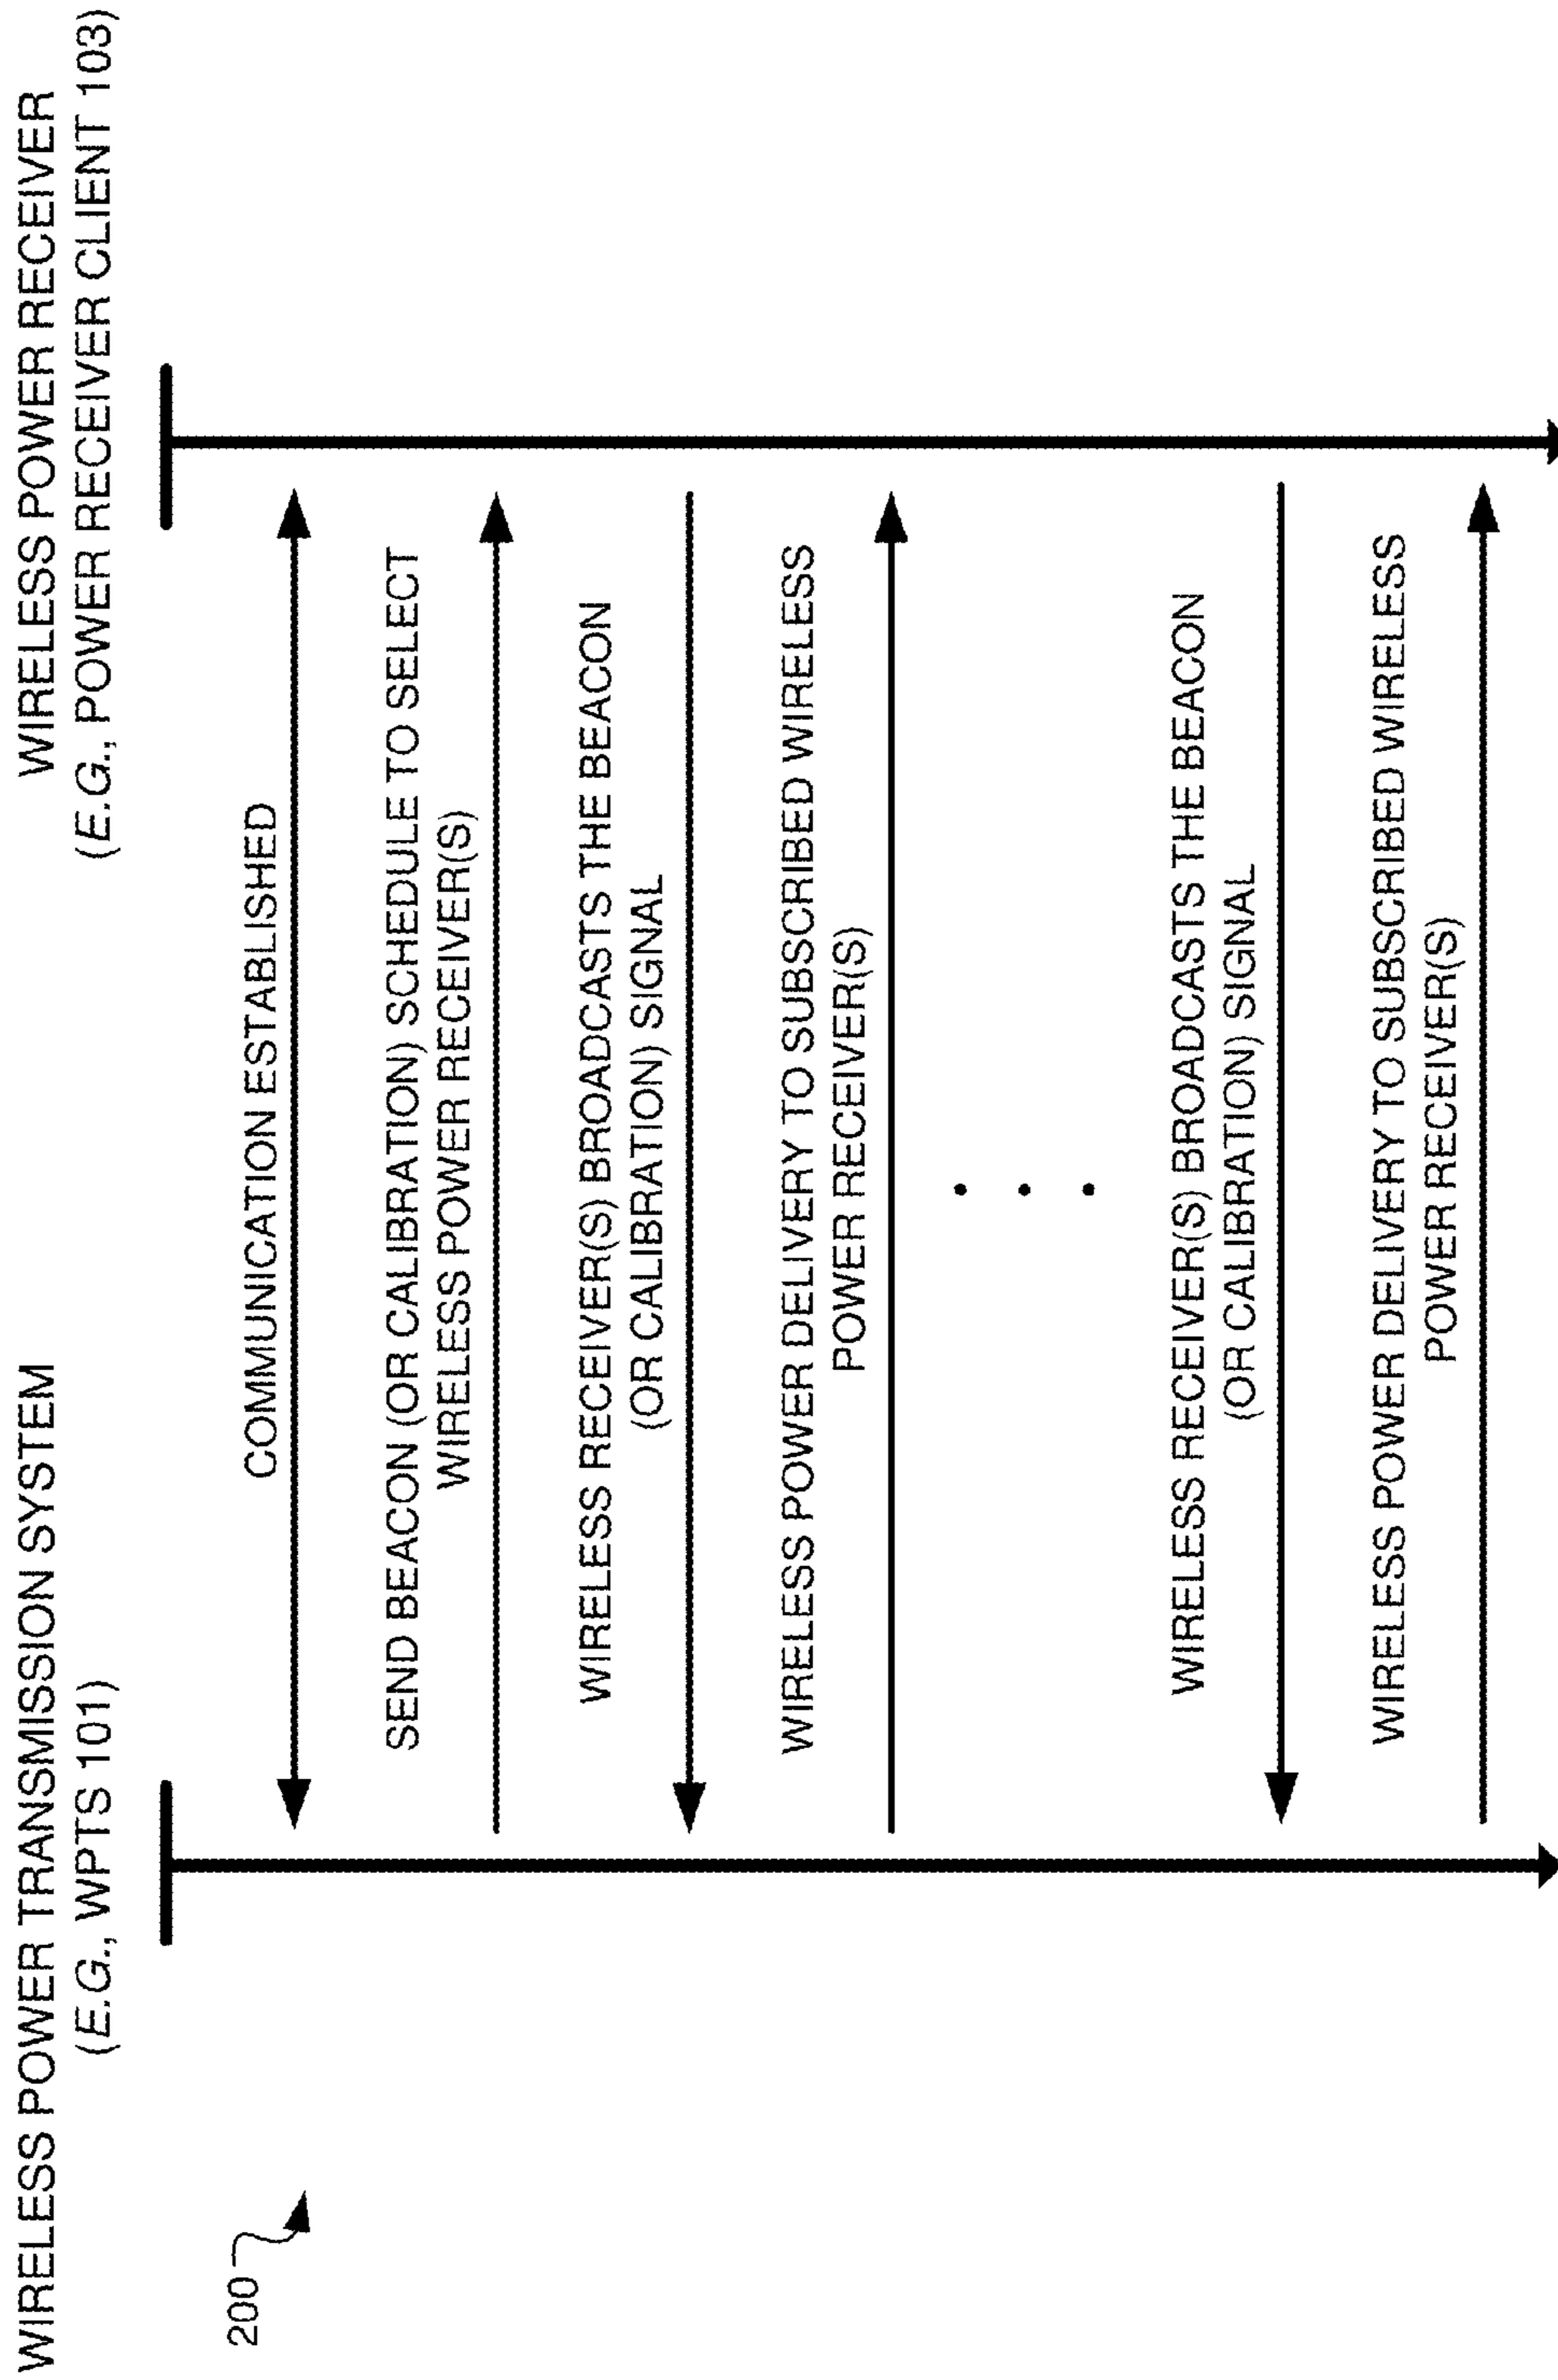 WIRELESS POWER TRANSMISSION SYSTEM
(E.G., WPTS 101)
WIRELESS POWER RECEIVER
(E.G., POWER RECEIVER CLIENT 103)
200
COMMUNICATION ESTABLISHED
SEND BEACON (OR CALIBRATION) SCHEDULE TO SELECT
WIRELESS POWER RECEIVER(S)
WIRELESS RECEIVER(S) BROADCASTS THE BEACON
(OR CALIBRATION) SIGNAL
WIRELESS POWER DELIVERY TO SUBSCRIBED WIRELESS
POWER RECEIVER(S)
WIRELESS RECEIVER(S) BROADCASTS THE BEACON
(OR CALIBRATION) SIGNAL
WIRELESS POWER DELIVERY TO SUBSCRIBED WIRELESS
POWER RECEIVER(S)